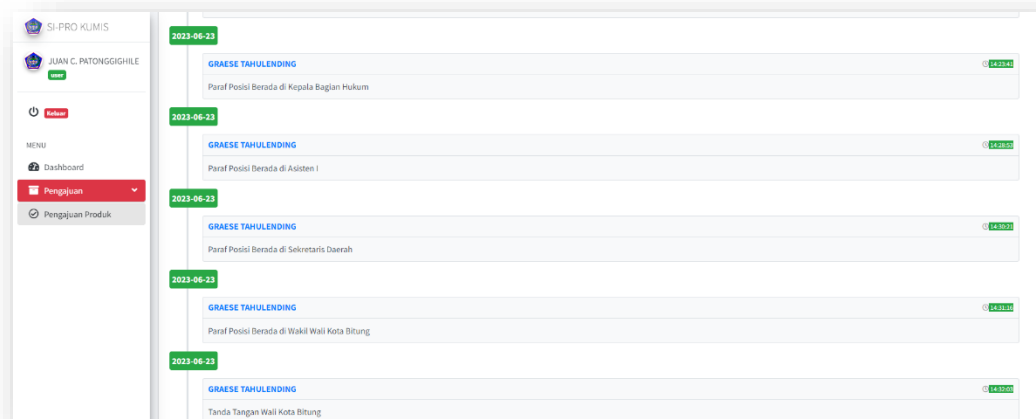 SI-PRO KUMIS
JUAN C. PATONGGIGHILE
user
Keluar
MENU
Dashboard
Pengajuan
Pengajuan Produk
2023-06-23
GRAESE TAHULENDING
14:23:41
Paraf Posisi Berada di Kepala Bagian Hukum
2023-06-23
GRAESE TAHULENDING
14:28:53
Paraf Posisi Berada di Asisten I
2023-06-23
GRAESE TAHULENDING
14:30:21
Paraf Posisi Berada di Sekretaris Daerah
2023-06-23
GRAESE TAHULENDING
14:31:16
Paraf Posisi Berada di Wakil Wali Kota Bitung
2023-06-23
GRAESE TAHULENDING
14:32:03
Tanda Tangan Wali Kota Bitung